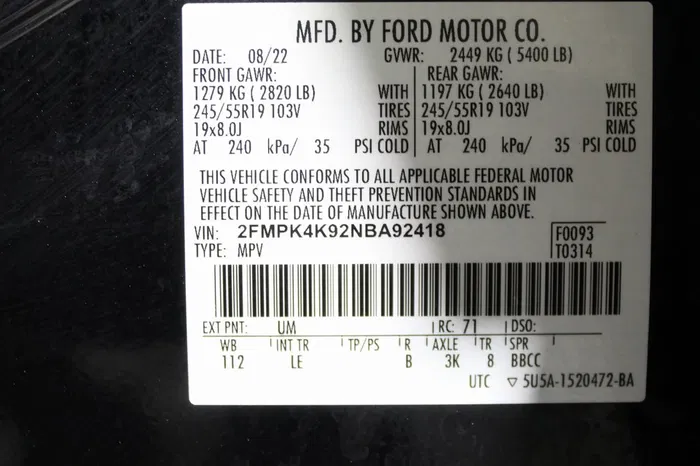 MFD. BY FORD MOTOR CO.
DATE: 08/22 GVWR: 2449 KG ( 5400 LB)
FRONT GAWR: REAR GAWR:
1279 KG ( 2820 LB) WITH 1197 KG ( 2640 LB) WITH
245/55R19 103V TIRES 245/55R19 103V TIRES
19x8.0J RIMS 19x8.0J RIMS
AT 240 kPa/ 35 PSI COLD AT 240 kPa/ 35 PSI COLD
THIS VEHICLE CONFORMS TO ALL APPLICABLE FEDERAL MOTOR
VEHICLE SAFETY AND THEFT PREVENTION STANDARDS IN
EFFECT ON THE DATE OF MANUFACTURE SHOWN ABOVE.
VIN: 2FMPK4K92NBA92418 F0093
TYPE: MPV T0314
EXT PNT: UM RC: 71 DSO:
WB INT TR TP/PS R AXLE TR SPR
112 LE B 3K 8 BBCC
UTC ▽ 5U5A-1520472-BA